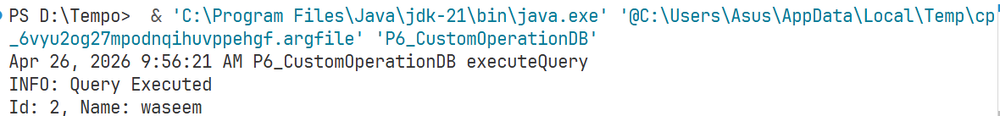 PS D:\Tempo>  & 'C:\Program Files\Java\jdk-21\bin\java.exe' '@C:\Users\Asus\AppData\Local\Temp\cp
_6vyu2og27mpodnqihuvppehgf.argfile' 'P6_CustomOperationDB'
Apr 26, 2026 9:56:21 AM P6_CustomOperationDB executeQuery
INFO: Query Executed
Id: 2, Name: waseem